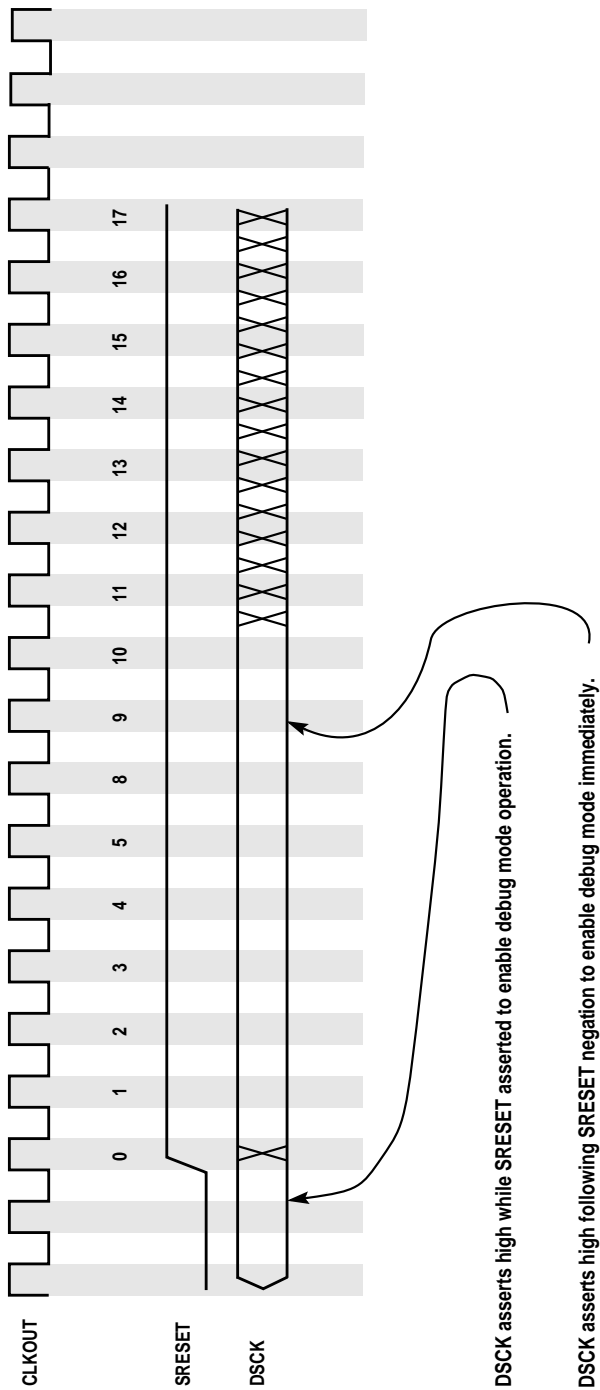 CLKOUT
0 1 2 3 4 5 8 9 10 11 12 13 14 15 16 17
SRESET
DSCK
DSCK asserts high while SRESET asserted to enable debug mode operation.
DSCK asserts high following SRESET negation to enable debug mode immediately.